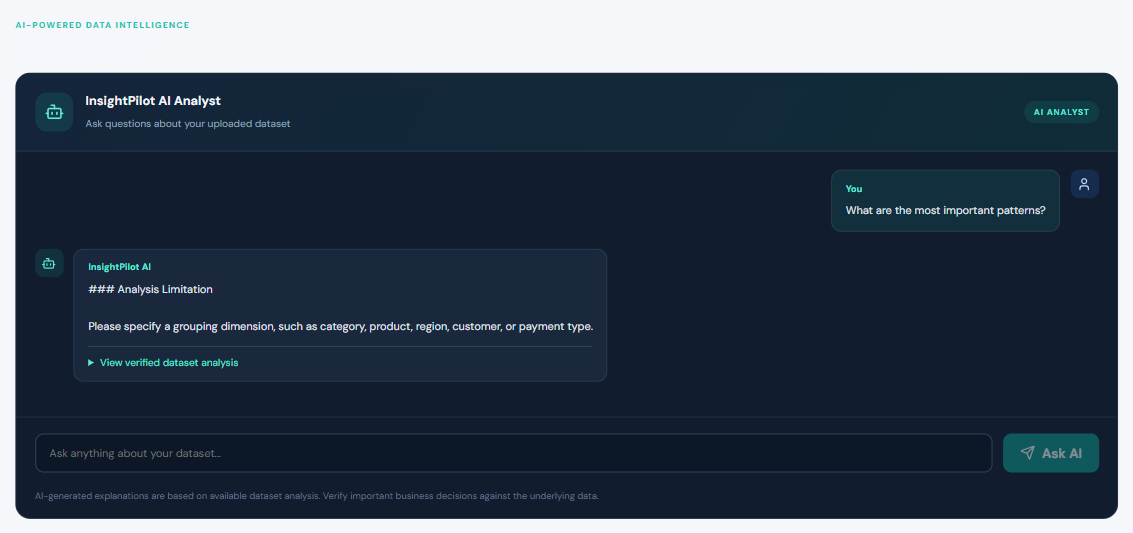 AI-POWERED DATA INTELLIGENCE
InsightPilot AI Analyst
Ask questions about your uploaded dataset
AI ANALYST
You
What are the most important patterns?
InsightPilot AI
### Analysis Limitation
Please specify a grouping dimension, such as category, product, region, customer, or payment type.
View verified dataset analysis
Ask anything about your dataset...
Ask AI
AI-generated explanations are based on available dataset analysis. Verify important business decisions against the underlying data.